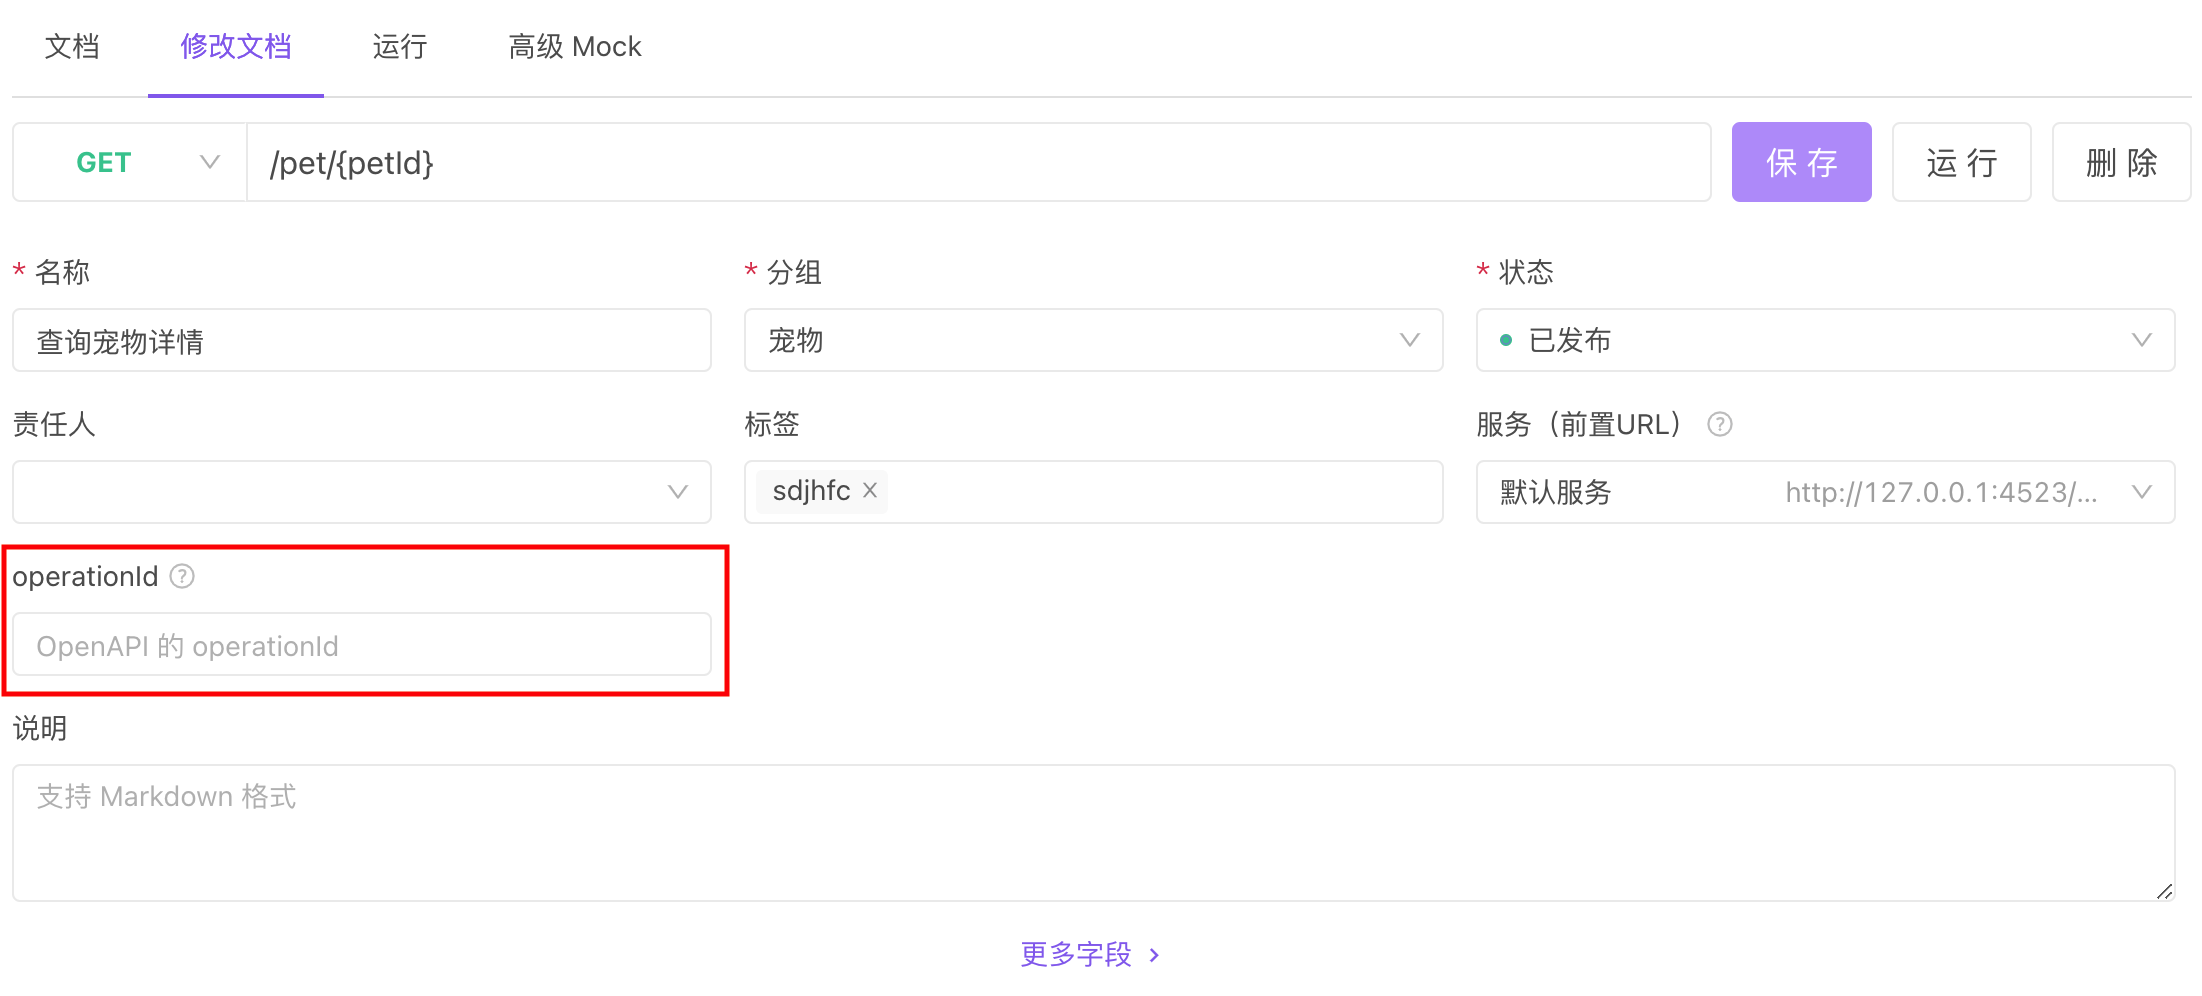 文档 修改文档 运行 高级 Mock
GET /pet/{petId} 保 存 运 行 删 除
* 名称 * 分组 * 状态
查询宠物详情 宠物 已发布
责任人 标签 服务（前置URL） ?
sdjhfc × 默认服务 http://127.0.0.1:4523/...
operationId ?
OpenAPI 的 operationId
说明
支持 Markdown 格式
更多字段 >